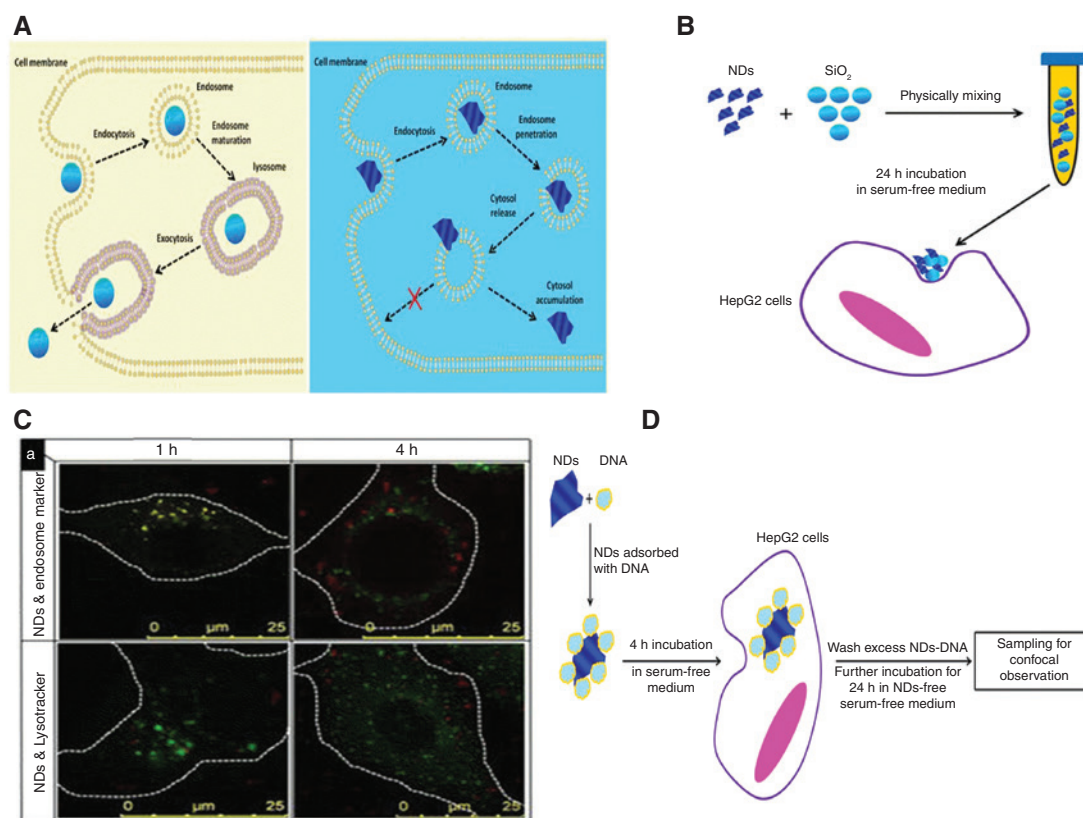 A
Cell membrane
Endosome
Endocytosis
Endosome
maturation
lysosome
Exocytosis
Cell membrane
Endosome
Endocytosis
Endosome
penetration
Cytosol
release
Cytosol
accumulation
B
NDs
+
SiO₂
Physically mixing
24 h incubation
in serum-free medium
HepG2 cells
C
a
1 h
4 h
NDs & endosome marker
0 μm 25
0 μm 25
NDs & Lysotracker
0 μm 25
0 μm 25
D
NDs
+
DNA
NDs adsorbed
with DNA
4 h incubation
in serum-free
medium
HepG2 cells
Wash excess NDs-DNA
Further incubation for
24 h in NDs-free
serum-free medium
Sampling for
confocal
observation